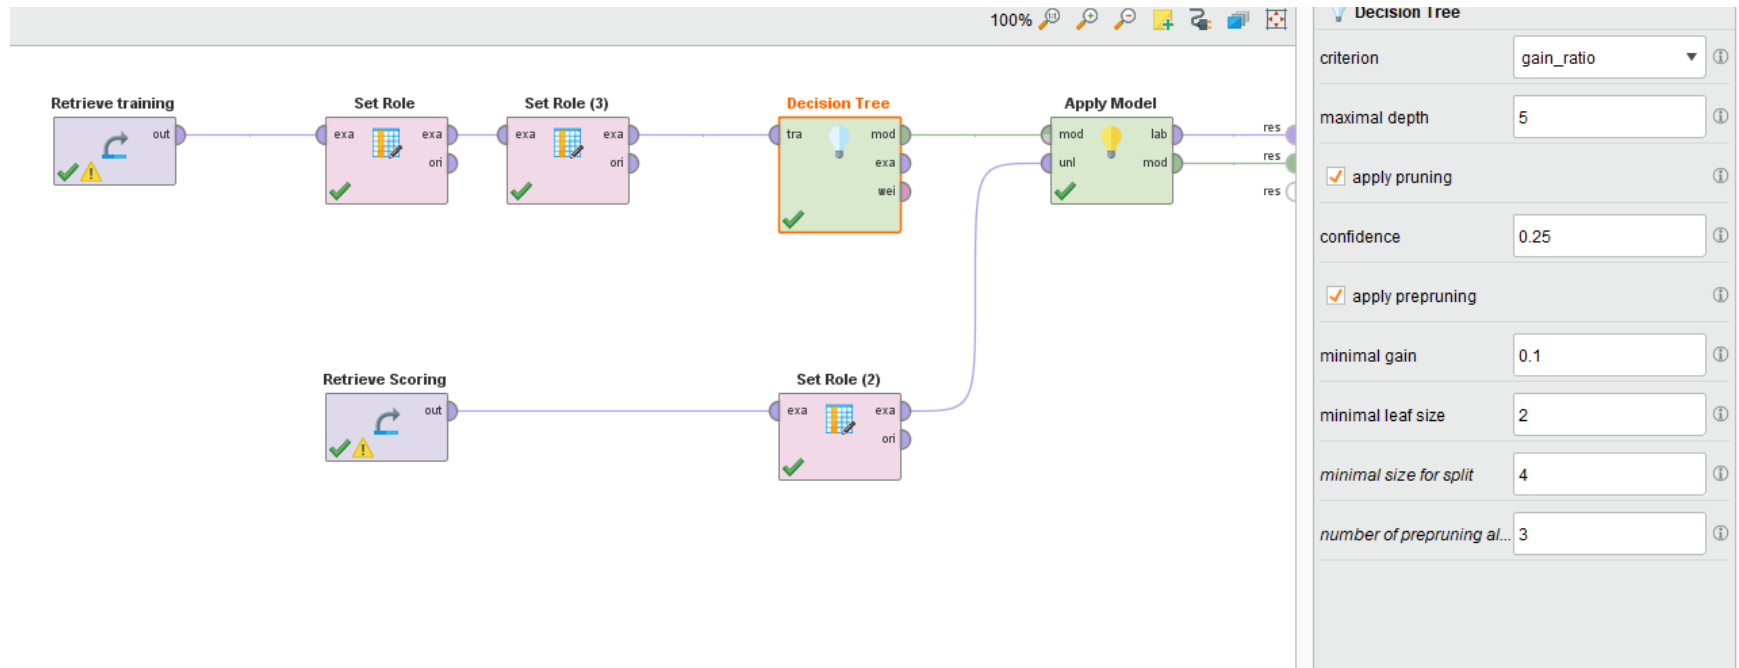 100%
Retrieve training
out
Set Role
exa exa
ori
Set Role (3)
exa exa
ori
Decision Tree
tra mod
exa
wei
Apply Model
mod lab
unl mod
res
res
res
Retrieve Scoring
out
Set Role (2)
exa exa
ori
Decision Tree
criterion gain_ratio
maximal depth 5
apply pruning
confidence 0.25
apply prepruning
minimal gain 0.1
minimal leaf size 2
minimal size for split 4
number of prepruning al... 3